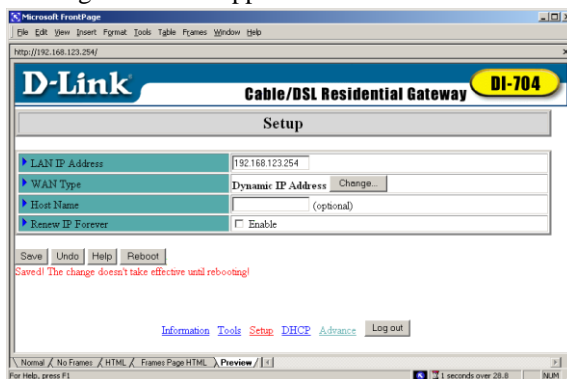 Microsoft FrontPage
File Edit View Insert Format Tools Table Frames Window Help
http://192.168.123.254/
D-Link
Cable/DSL Residential Gateway
DI-704
Setup
LAN IP Address 192.168.123.254
WAN Type Dynamic IP Address Change...
Host Name (optional)
Renew IP Forever Enable
Save Undo Help Reboot
Saved! The change doesn't take effective until rebooting!
Information Tools Setup DHCP Advance Log out
Normal No Frames HTML Frames Page HTML Preview
For Help, press F1 1 seconds over 28.8 NUM